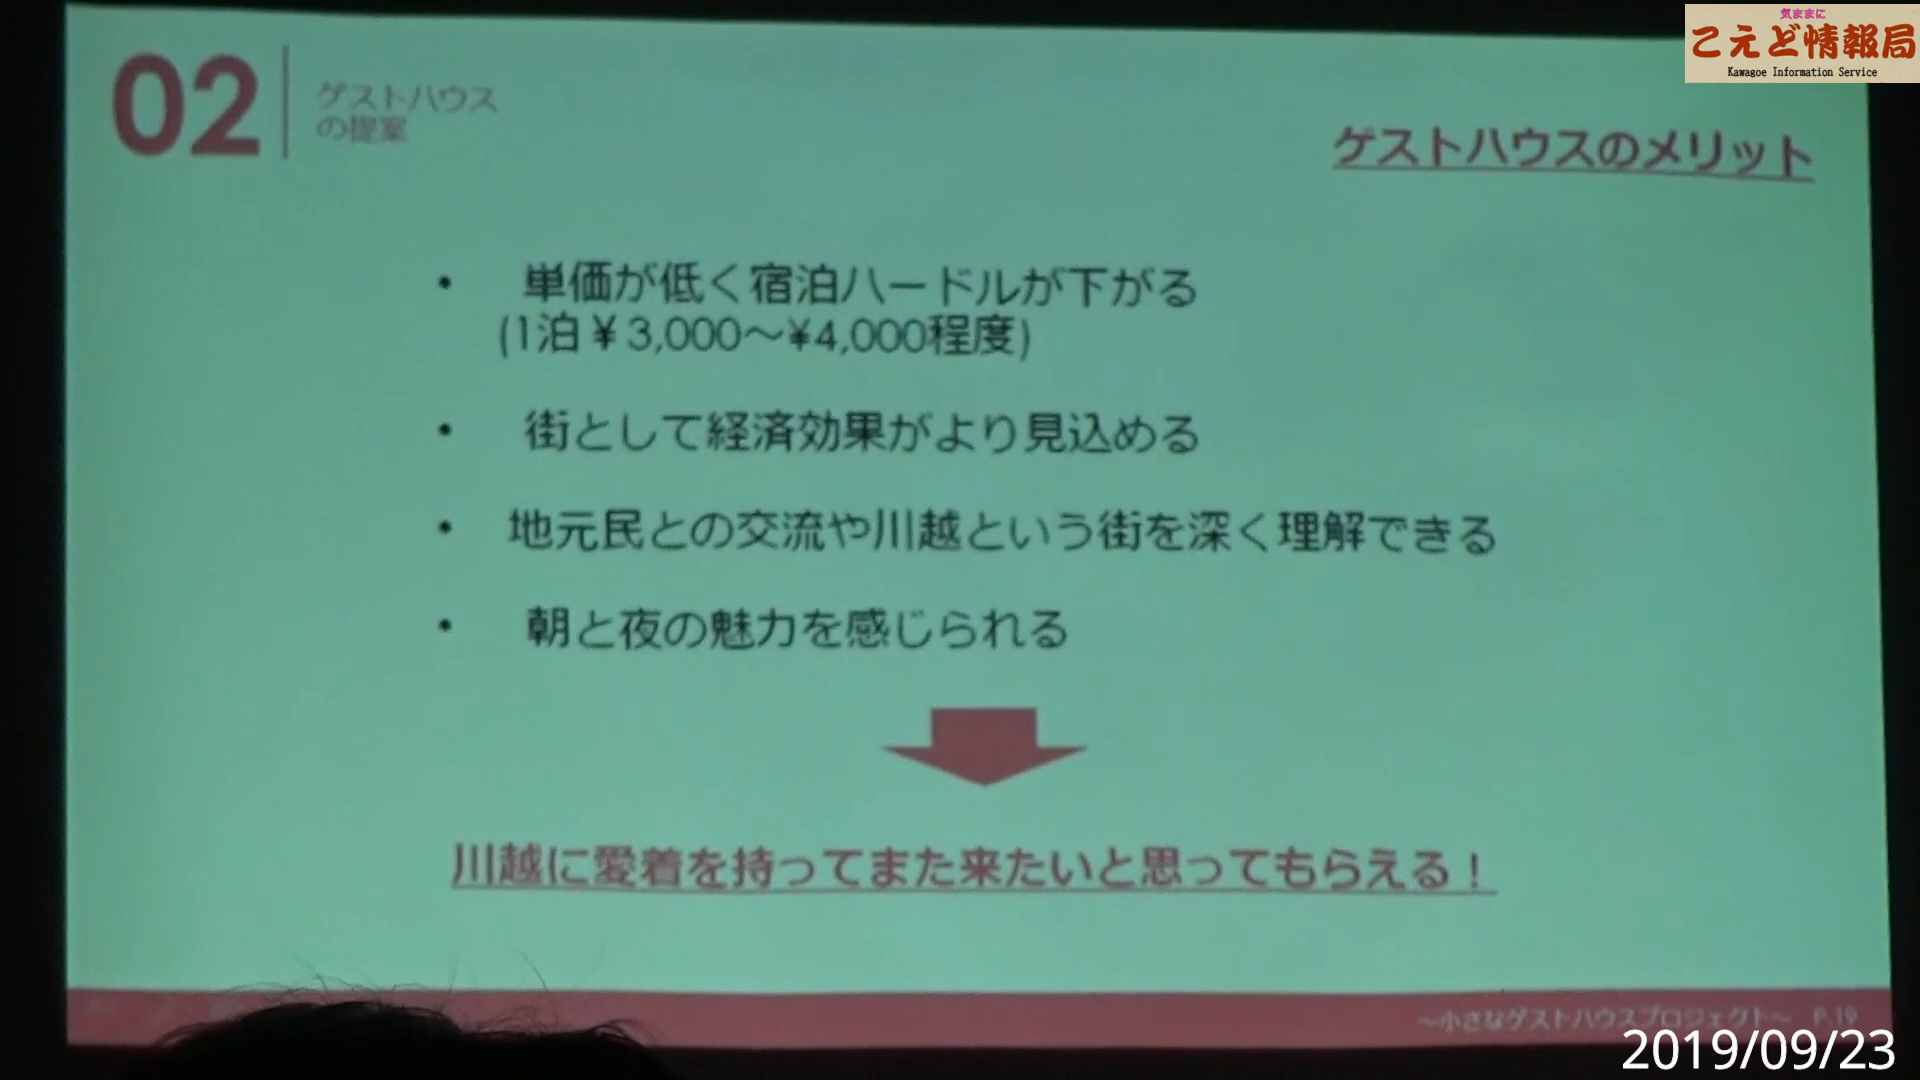 気ままに
こえど情報局
Kawagoe Information Service
02
ゲストハウス
の提案
ゲストハウスのメリット
• 単価が低く宿泊ハードルが下がる
(1泊￥3,000～¥4,000程度)
• 街として経済効果がより見込める
• 地元民との交流や川越という街を深く理解できる
• 朝と夜の魅力を感じられる
川越に愛着を持ってまた来たいと思ってもらえる！
～小さなゲストハウスプロジェクト～ P.19
2019/09/23